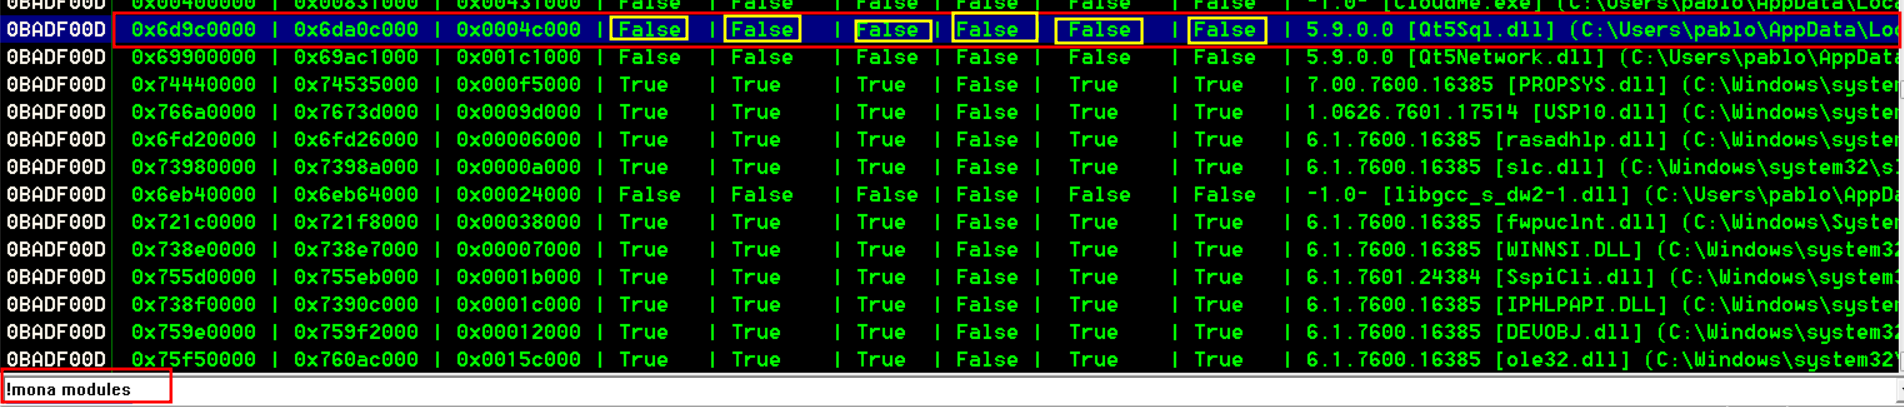 0BADF00D 0x00400000 | 0x00831000 | 0x00431000 | False | False | False | False | False | False | -1.0- [CloudMe.exe] (C:\Users\pablo\AppData\Loca
0BADF00D 0x6d9c0000 | 0x6da0c000 | 0x0004c000 | False | False | False | False | False | False | 5.9.0.0 [Qt5Sql.dll] (C:\Users\pablo\AppData\Loc
0BADF00D 0x69900000 | 0x69ac1000 | 0x001c1000 | False | False | False | False | False | False | 5.9.0.0 [Qt5Network.dll] (C:\Users\pablo\AppData
0BADF00D 0x74440000 | 0x74535000 | 0x000f5000 | True | True | True | False | True | True | 7.00.7600.16385 [PROPSYS.dll] (C:\Windows\system
0BADF00D 0x766a0000 | 0x7673d000 | 0x0009d000 | True | True | True | False | True | True | 1.0626.7601.17514 [USP10.dll] (C:\Windows\system
0BADF00D 0x6fd20000 | 0x6fd26000 | 0x00006000 | True | True | True | False | True | True | 6.1.7600.16385 [rasadhlp.dll] (C:\Windows\system
0BADF00D 0x73980000 | 0x7398a000 | 0x0000a000 | True | True | True | False | True | True | 6.1.7600.16385 [slc.dll] (C:\Windows\system32\sl
0BADF00D 0x6eb40000 | 0x6eb64000 | 0x00024000 | False | False | False | False | False | False | -1.0- [libgcc_s_dw2-1.dll] (C:\Users\pablo\AppDa
0BADF00D 0x721c0000 | 0x721f8000 | 0x00038000 | True | True | True | False | True | True | 6.1.7600.16385 [fwpuclnt.dll] (C:\Windows\System
0BADF00D 0x738e0000 | 0x738e7000 | 0x00007000 | True | True | True | False | True | True | 6.1.7600.16385 [WINNSI.DLL] (C:\Windows\system32
0BADF00D 0x755d0000 | 0x755eb000 | 0x0001b000 | True | True | True | False | True | True | 6.1.7601.24384 [SspiCli.dll] (C:\Windows\system3
0BADF00D 0x738f0000 | 0x7390c000 | 0x0001c000 | True | True | True | False | True | True | 6.1.7600.16385 [IPHLPAPI.DLL] (C:\Windows\system
0BADF00D 0x759e0000 | 0x759f2000 | 0x00012000 | True | True | True | False | True | True | 6.1.7600.16385 [DEVOBJ.dll] (C:\Windows\system32
0BADF00D 0x75f50000 | 0x760ac000 | 0x0015c000 | True | True | True | False | True | True | 6.1.7600.16385 [ole32.dll] (C:\Windows\system32\
!mona modules